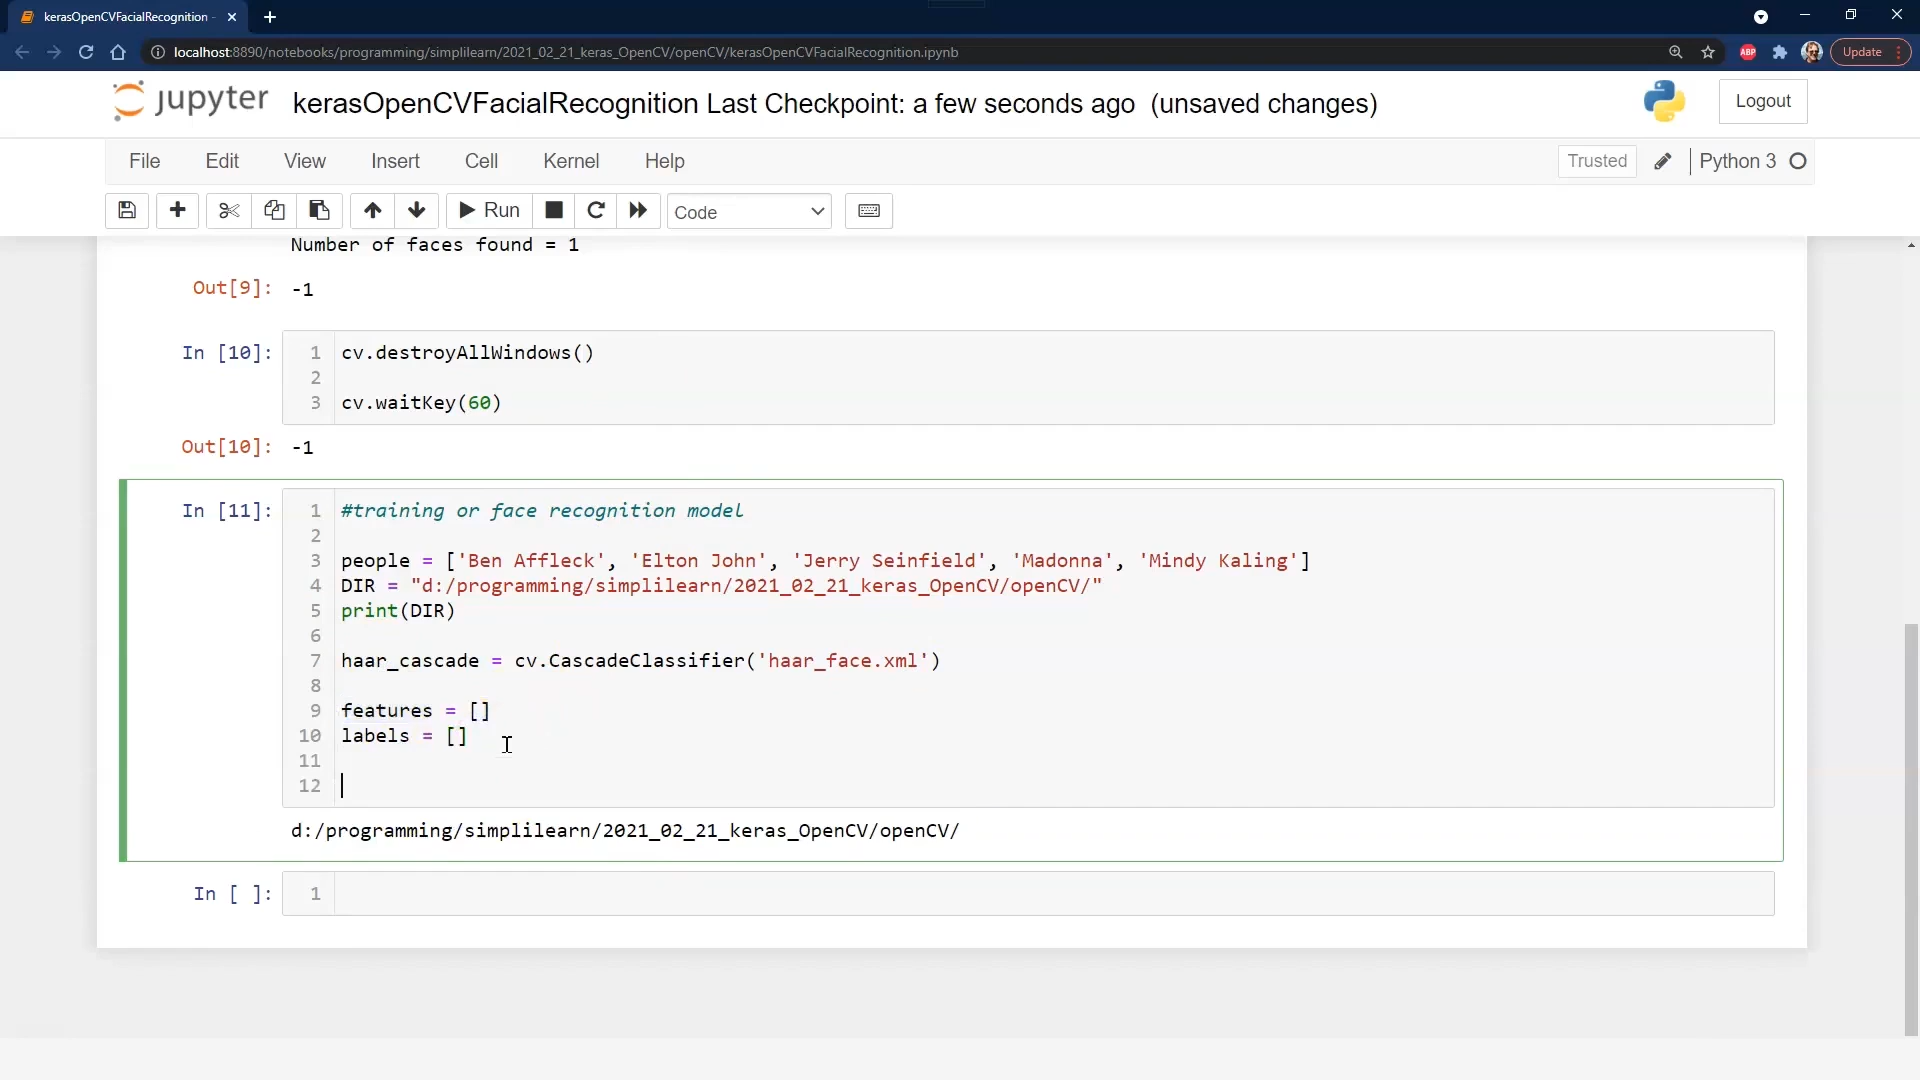 kerasOpenCVFacialRecognition -
localhost:8890/notebooks/programming/simplilearn/2021_02_21_keras_OpenCV/openCV/kerasOpenCVFacialRecognition.ipynb
ABP
Update
jupyter kerasOpenCVFacialRecognition Last Checkpoint: a few seconds ago (unsaved changes)
Logout
File Edit View Insert Cell Kernel Help
Trusted
Python 3
Run
Code
Number of faces found = 1
Out[9]: -1
In [10]: 1 cv.destroyAllWindows()
2
3 cv.waitKey(60)
Out[10]: -1
In [11]: 1 #training or face recognition model
2
3 people = ['Ben Affleck', 'Elton John', 'Jerry Seinfield', 'Madonna', 'Mindy Kaling']
4 DIR = "d:/programming/simplilearn/2021_02_21_keras_OpenCV/openCV/"
5 print(DIR)
6
7 haar_cascade = cv.CascadeClassifier('haar_face.xml')
8
9 features = []
10 labels = []
11
12
d:/programming/simplilearn/2021_02_21_keras_OpenCV/openCV/
In [ ]: 1